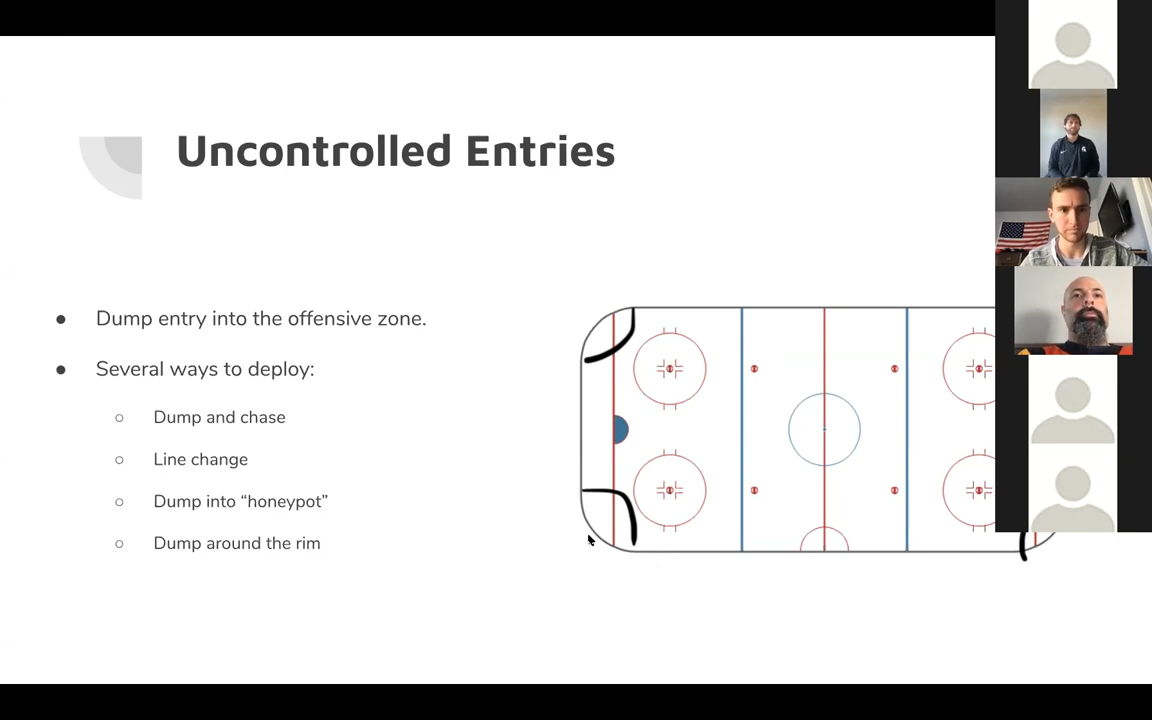 Uncontrolled Entries
● Dump entry into the offensive zone.
● Several ways to deploy:
○ Dump and chase
○ Line change
○ Dump into “honeypot”
○ Dump around the rim